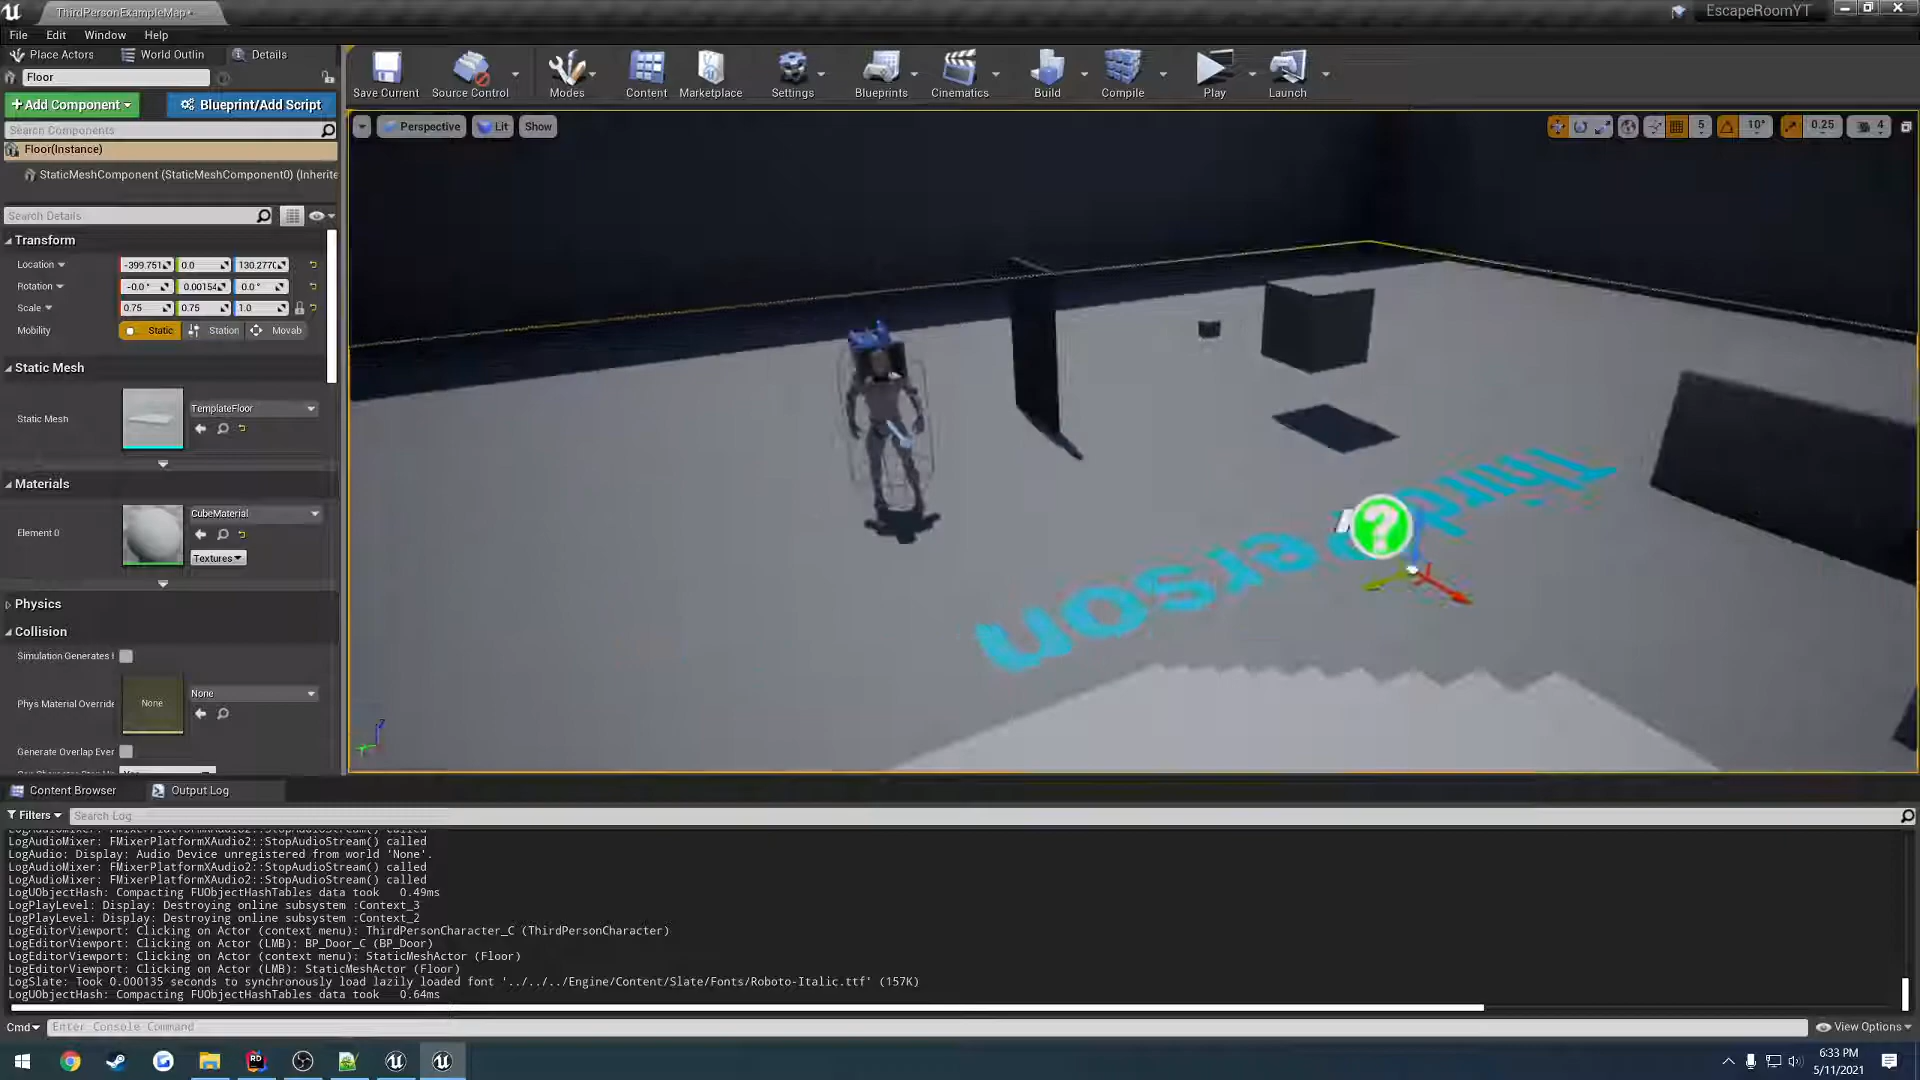 ThirdPersonExampleMap*
EscapeRoomYT
File Edit Window Help
Place Actors World Outlin Details
Floor
+Add Component
Blueprint/Add Script
Search Components
Floor(Instance)
StaticMeshComponent (StaticMeshComponent0) (Inherite
Search Details
Transform
Location -399.751 0.0 130.277
Rotation -0.0° 0.00154 0.0°
Scale 0.75 0.75 1.0
Mobility Static Station Movab
Static Mesh
Static Mesh TemplateFloor
Materials
Element 0 CubeMaterial
Textures
Physics
Collision
Simulation Generates
Phys Material Override None None
Generate Overlap Ever
Save Current Source Control Modes Content Marketplace Settings Blueprints Cinematics Build Compile Play Launch
Perspective Lit Show
5 10° 0.25 4
Third Person
?
Content Browser Output Log
Filters Search Log
LogAudioMixer: FMixerPlatformXAudio2::StopAudioStream() called
LogAudioMixer: FMixerPlatformXAudio2::StopAudioStream() called
LogAudio: Display: Audio Device unregistered from world 'None'.
LogAudioMixer: FMixerPlatformXAudio2::StopAudioStream() called
LogAudioMixer: FMixerPlatformXAudio2::StopAudioStream() called
LogUObjectHash: Compacting FUObjectHashTables data took 0.49ms
LogPlayLevel: Display: Destroying online subsystem :Context_3
LogPlayLevel: Display: Destroying online subsystem :Context_2
LogEditorViewport: Clicking on Actor (context menu): ThirdPersonCharacter_C (ThirdPersonCharacter)
LogEditorViewport: Clicking on Actor (LMB): BP_Door_C (BP_Door)
LogEditorViewport: Clicking on Actor (context menu): StaticMeshActor (Floor)
LogEditorViewport: Clicking on Actor (LMB): StaticMeshActor (Floor)
LogSlate: Took 0.000135 seconds to synchronously load lazily loaded font '../../../Engine/Content/Slate/Fonts/Roboto-Italic.ttf' (157K)
LogUObjectHash: Compacting FUObjectHashTables data took 0.64ms
Cmd Enter Console Command
View Options
RD
6:33 PM
5/11/2021